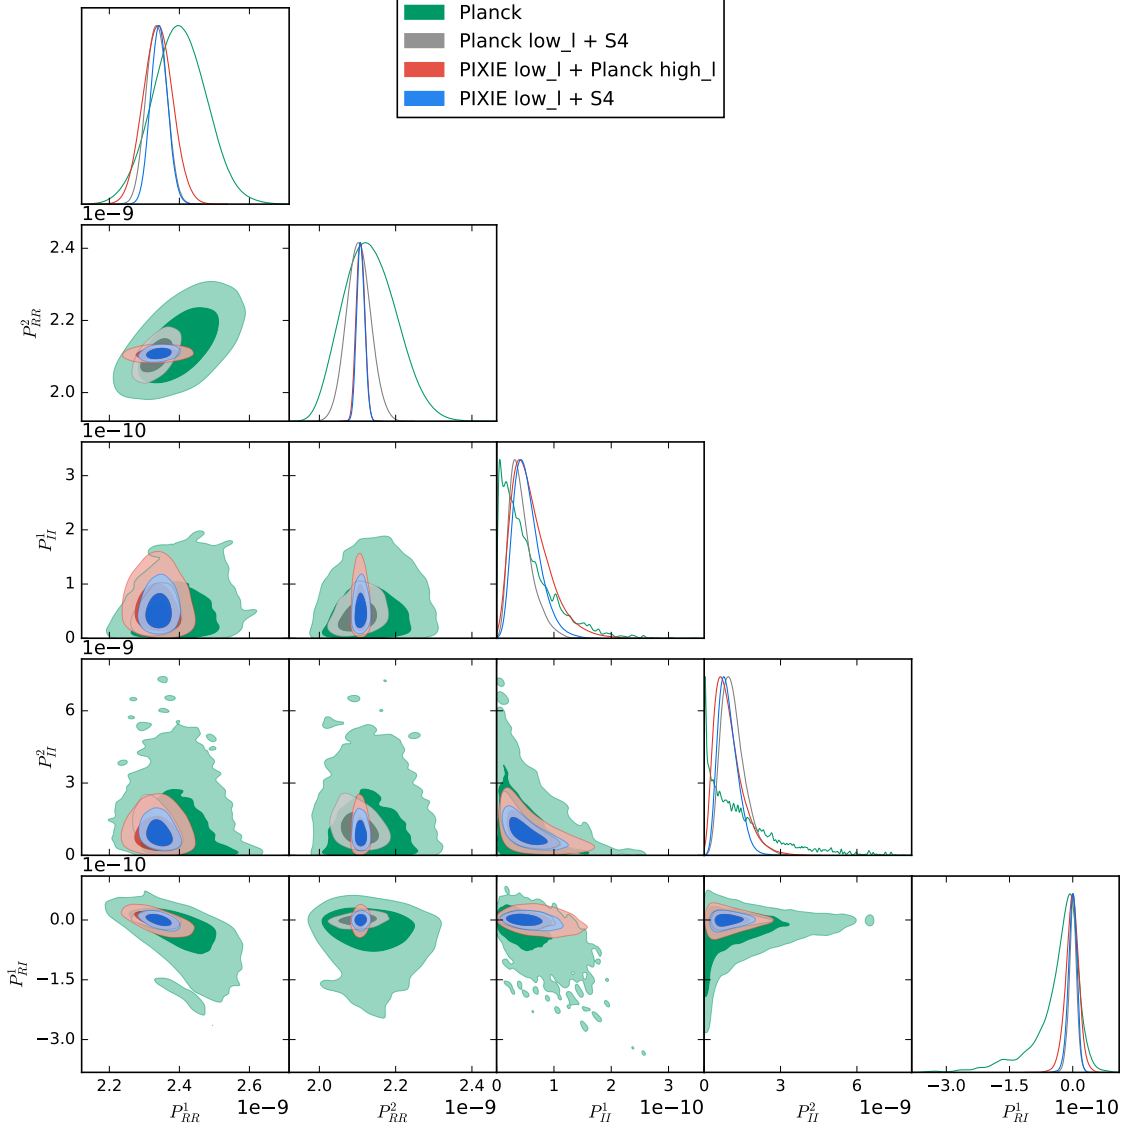 Planck
Planck low_l + S4
PIXIE low_l + Planck high_l
PIXIE low_l + S4
1e−9
2.4
2.2
2.0
P²_RR
1e−10
3
2
1
0
P¹_II
1e−9
6
3
0
P²_II
1e−10
0.0
−1.5
−3.0
P¹_RI
2.2 2.4 2.6 2.0 2.2 2.4 0 1 2 3 0 3 6 −3.0 −1.5 0.0
P¹_RR 1e−9 P²_RR 1e−9 P¹_II 1e−10 P²_II 1e−9 P¹_RI 1e−10